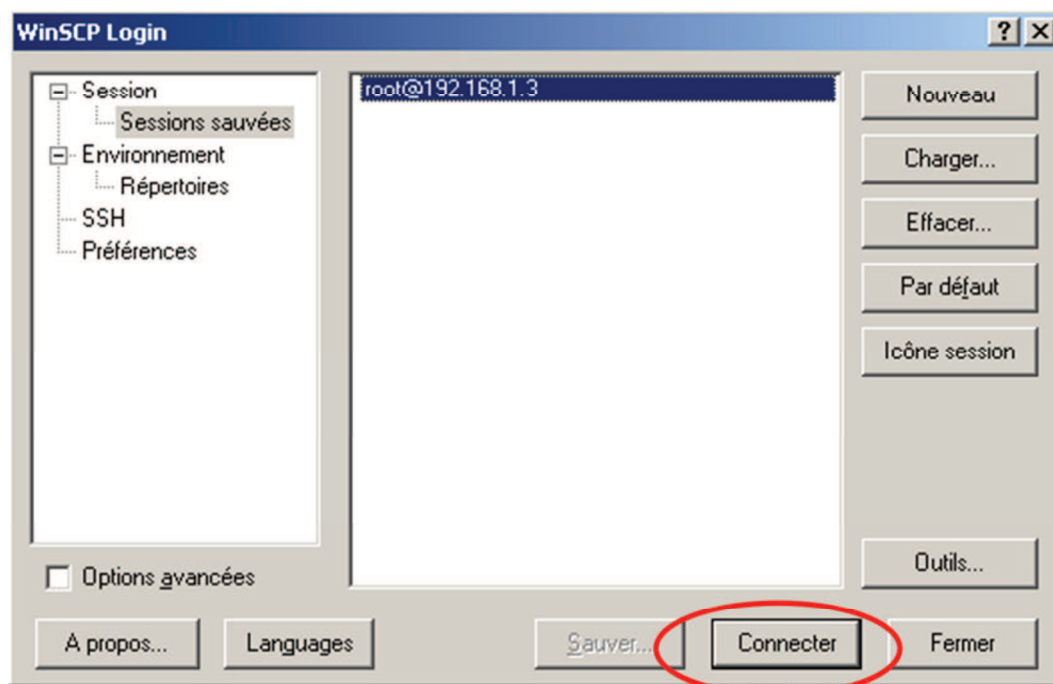 WinSCP Login
Session
Sessions sauvées
Environnement
Répertoires
SSH
Préférences
Options avancées
root@192.168.1.3
Nouveau
Charger...
Effacer...
Par défaut
Icône session
Outils...
A propos...
Languages
Sauver...
Connecter
Fermer